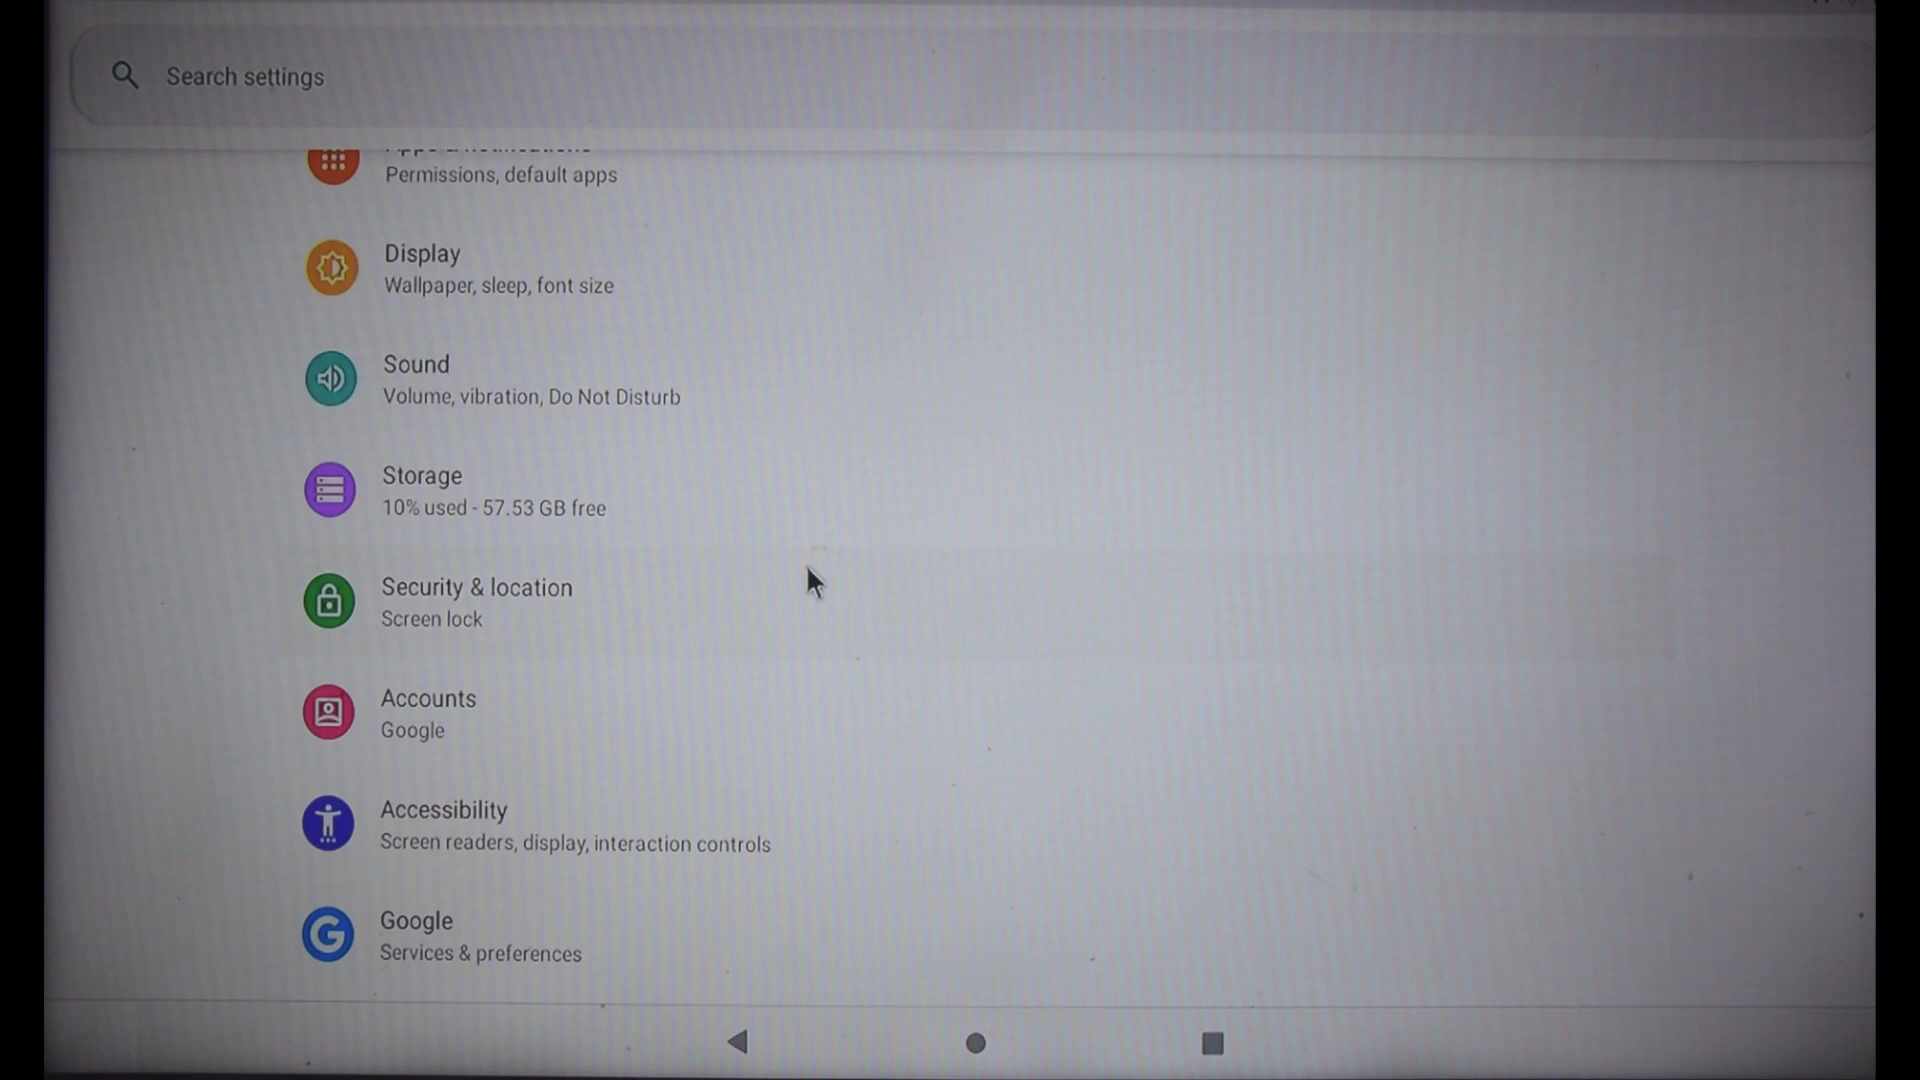 Search settings
Permissions, default apps
Display
Wallpaper, sleep, font size
Sound
Volume, vibration, Do Not Disturb
Storage
10% used - 57.53 GB free
Security & location
Screen lock
Accounts
Google
Accessibility
Screen readers, display, interaction controls
Google
Services & preferences